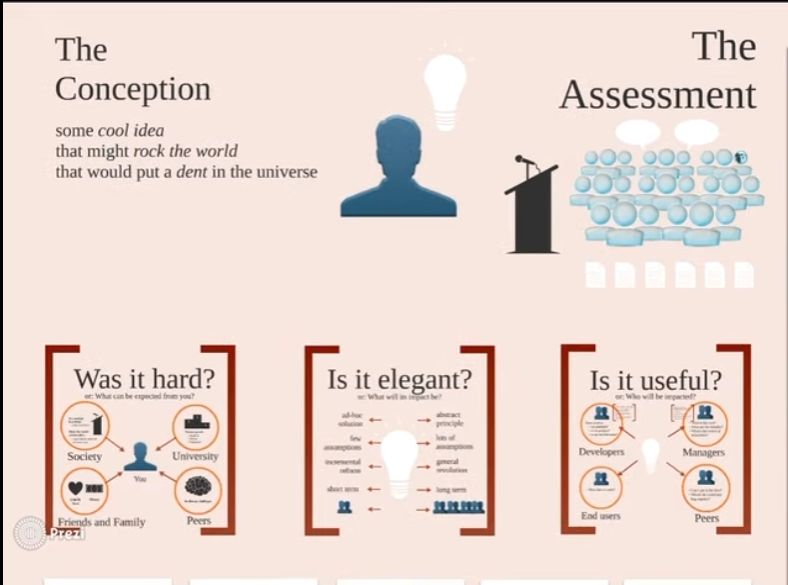 The
Conception
some cool idea
that might rock the world
that would put a dent in the universe
The
Assessment
Was it hard?
or: What can be expected from you?
Society
University
You
Friends and Family
Peers
Is it elegant?
or: What will its impact be?
ad-hoc
solution
abstract
principle
few
assumptions
lots of
assumptions
incremental
refinm
general
revolution
short term
long term
Is it useful?
or: Who will be impacted?
Developers
Managers
End users
Peers
Prezi